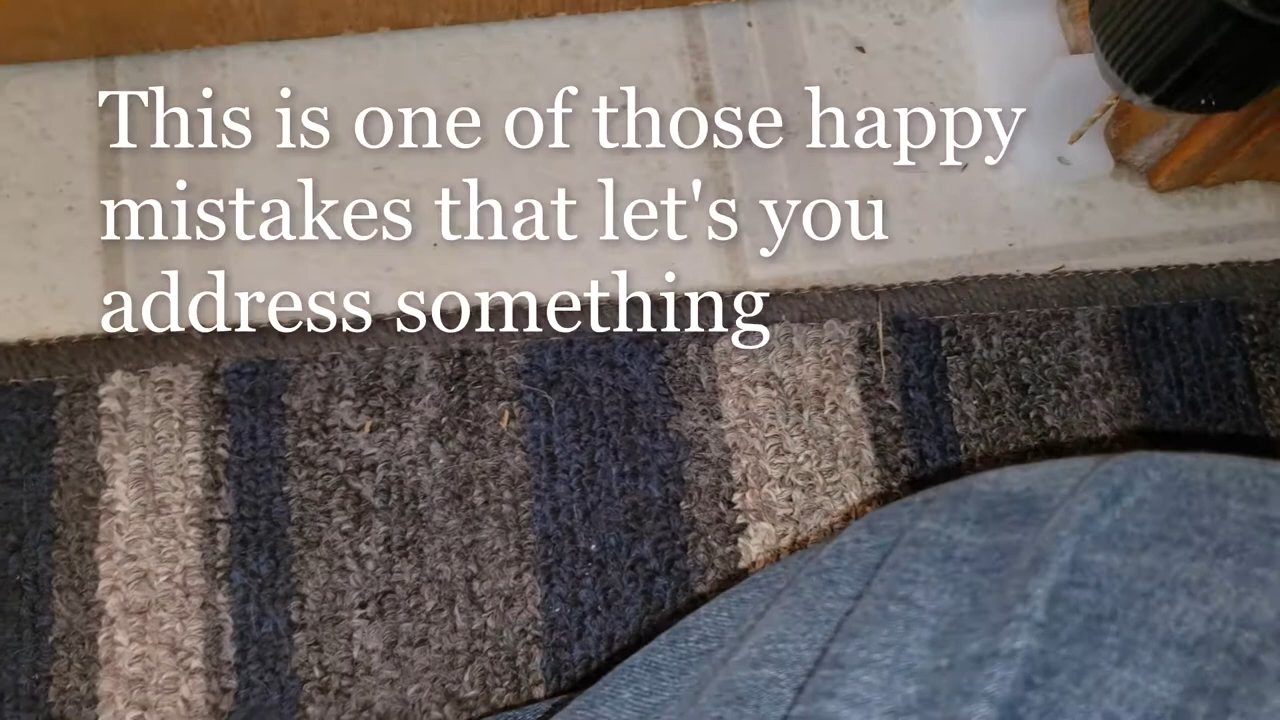 This is one of those happy
mistakes that let's you
address something